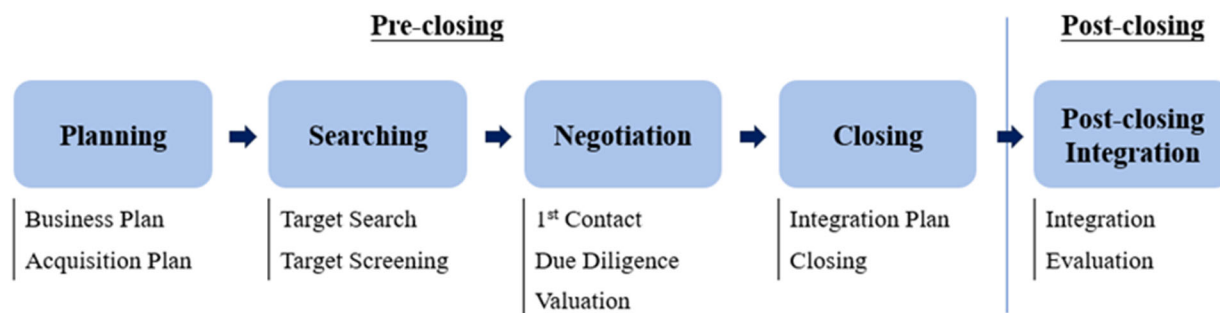 Pre-closing
Post-closing
Planning
Searching
Negotiation
Closing
Post-closing
Integration
Business Plan
Acquisition Plan
Target Search
Target Screening
1st Contact
Due Diligence
Valuation
Integration Plan
Closing
Integration
Evaluation